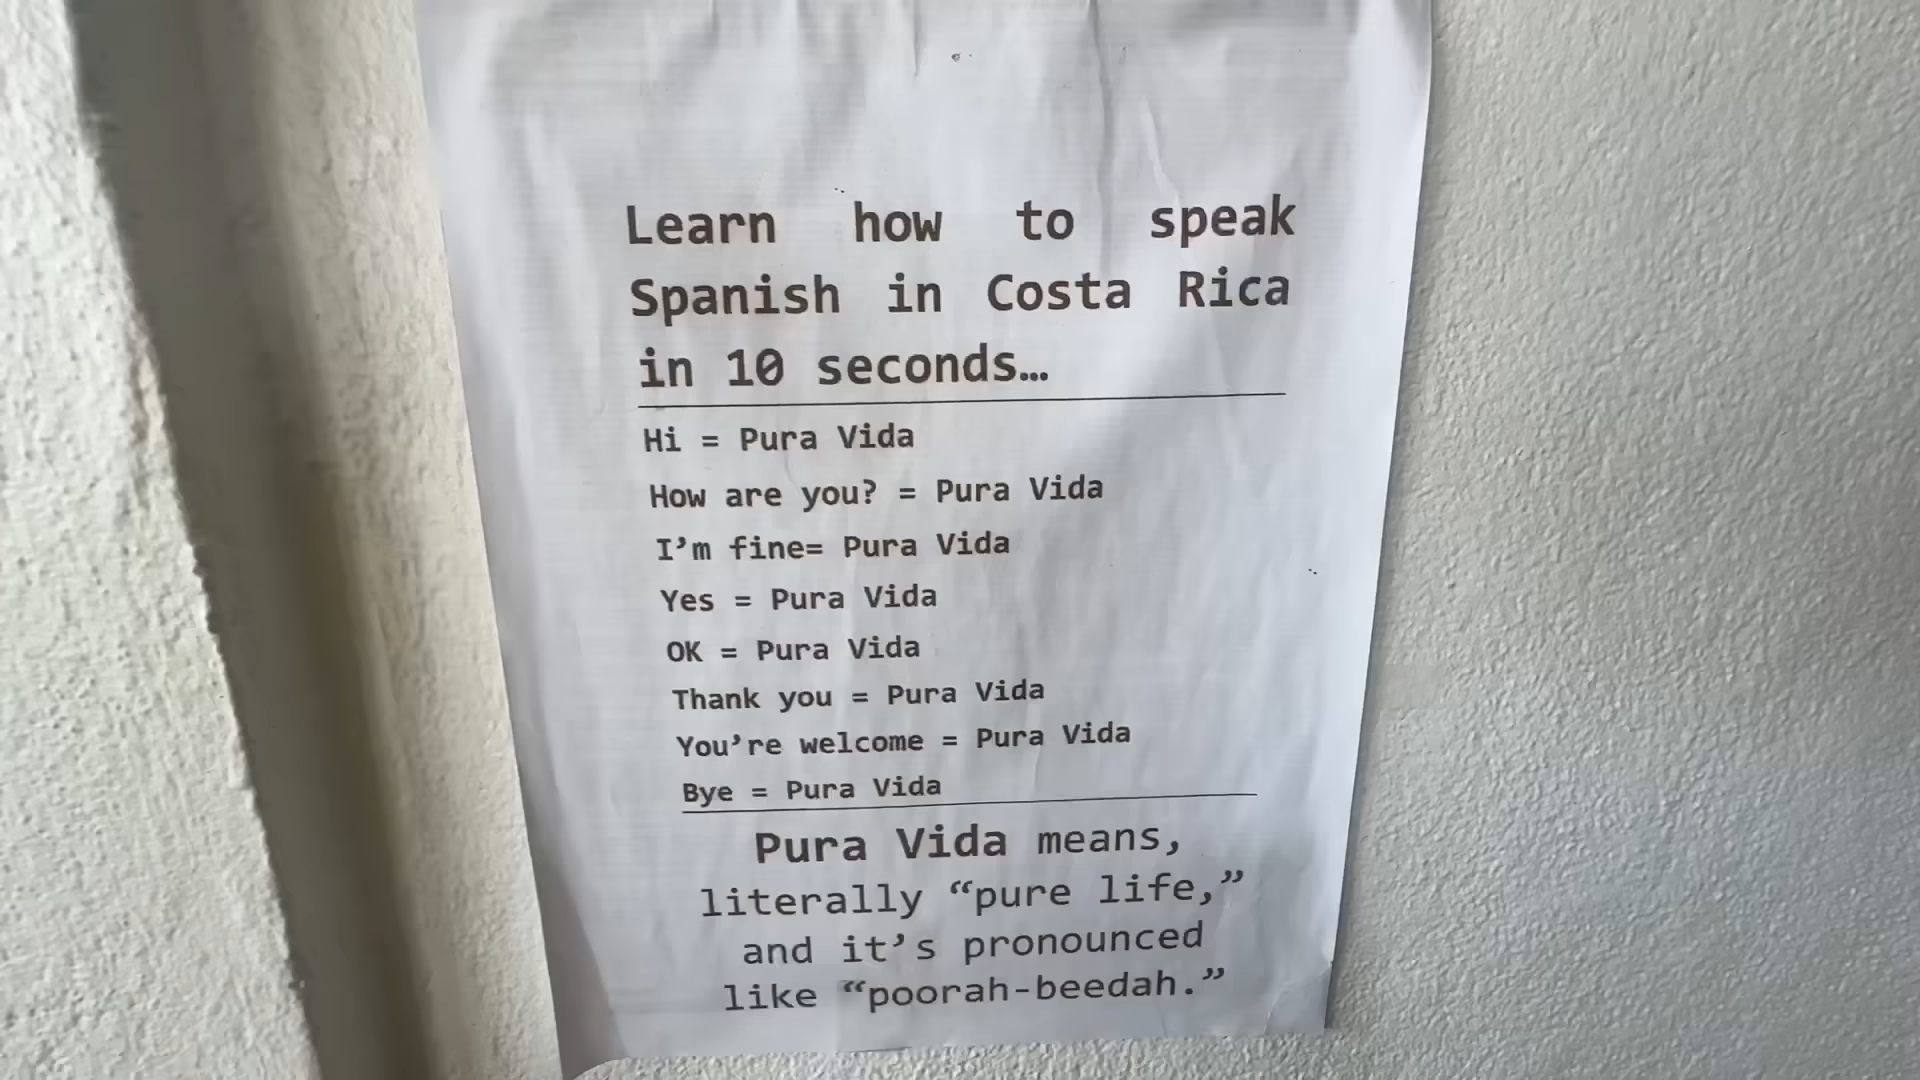 Learn how to speak
Spanish in Costa Rica
in 10 seconds…
Hi = Pura Vida
How are you? = Pura Vida
I’m fine= Pura Vida
Yes = Pura Vida
OK = Pura Vida
Thank you = Pura Vida
You’re welcome = Pura Vida
Bye = Pura Vida
Pura Vida means,
literally “pure life,”
and it’s pronounced
like “poorah-beedah.”